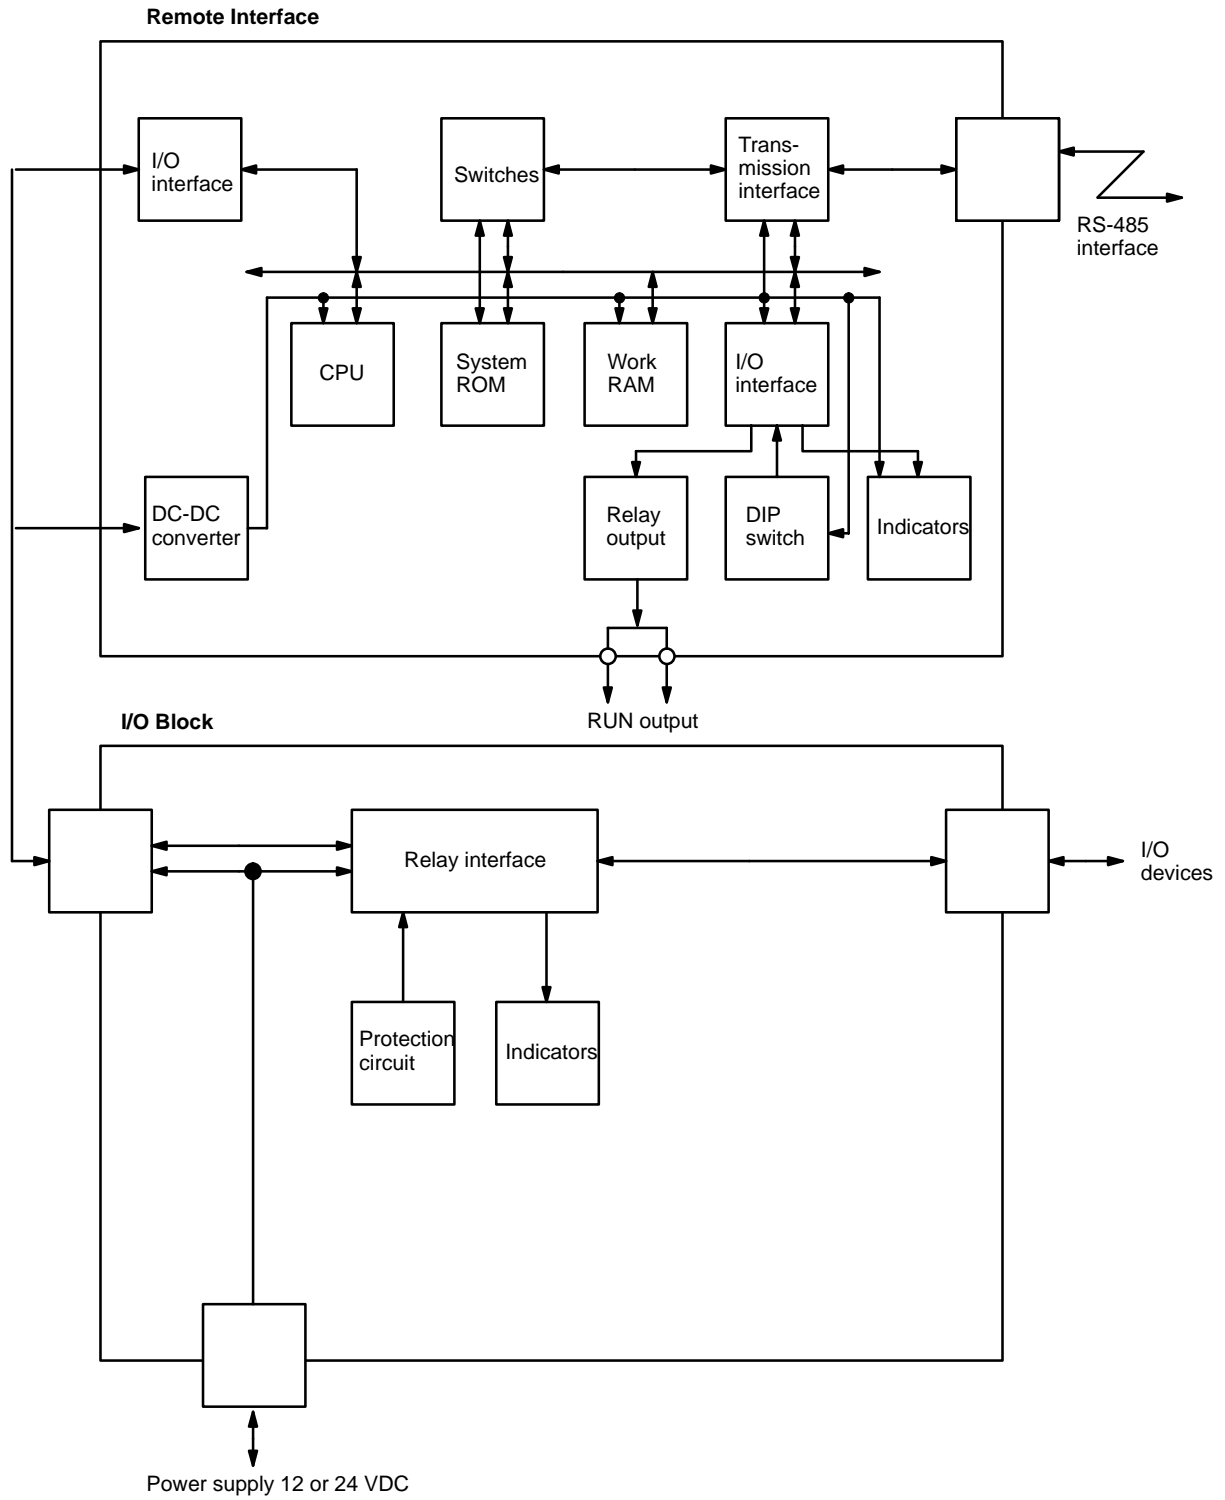 Remote Interface
I/O
interface
Switches
Trans-
mission
interface
RS-485
interface
CPU
System
ROM
Work
RAM
I/O
interface
DC-DC
converter
Relay
output
DIP
switch
Indicators
RUN output
I/O Block
Relay interface
I/O
devices
Protection
circuit
Indicators
Power supply 12 or 24 VDC